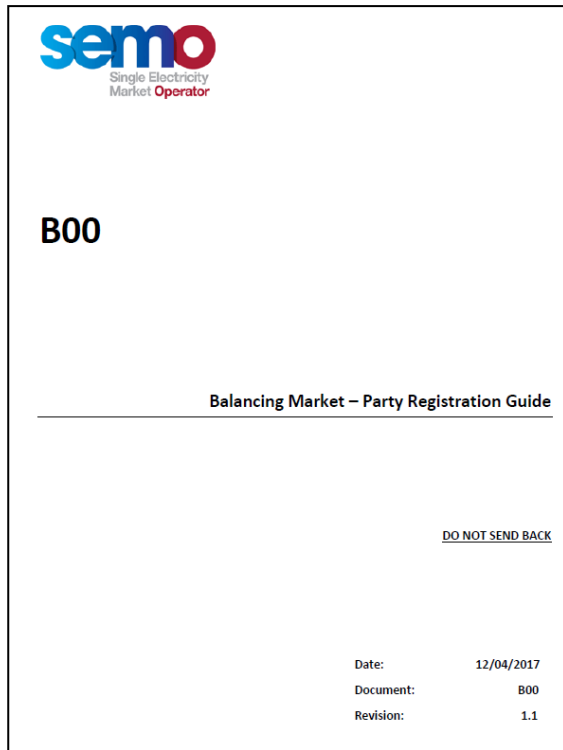 semo
Single Electricity
Market Operator
B00
Balancing Market – Party Registration Guide
DO NOT SEND BACK
Date: 12/04/2017
Document: B00
Revision: 1.1